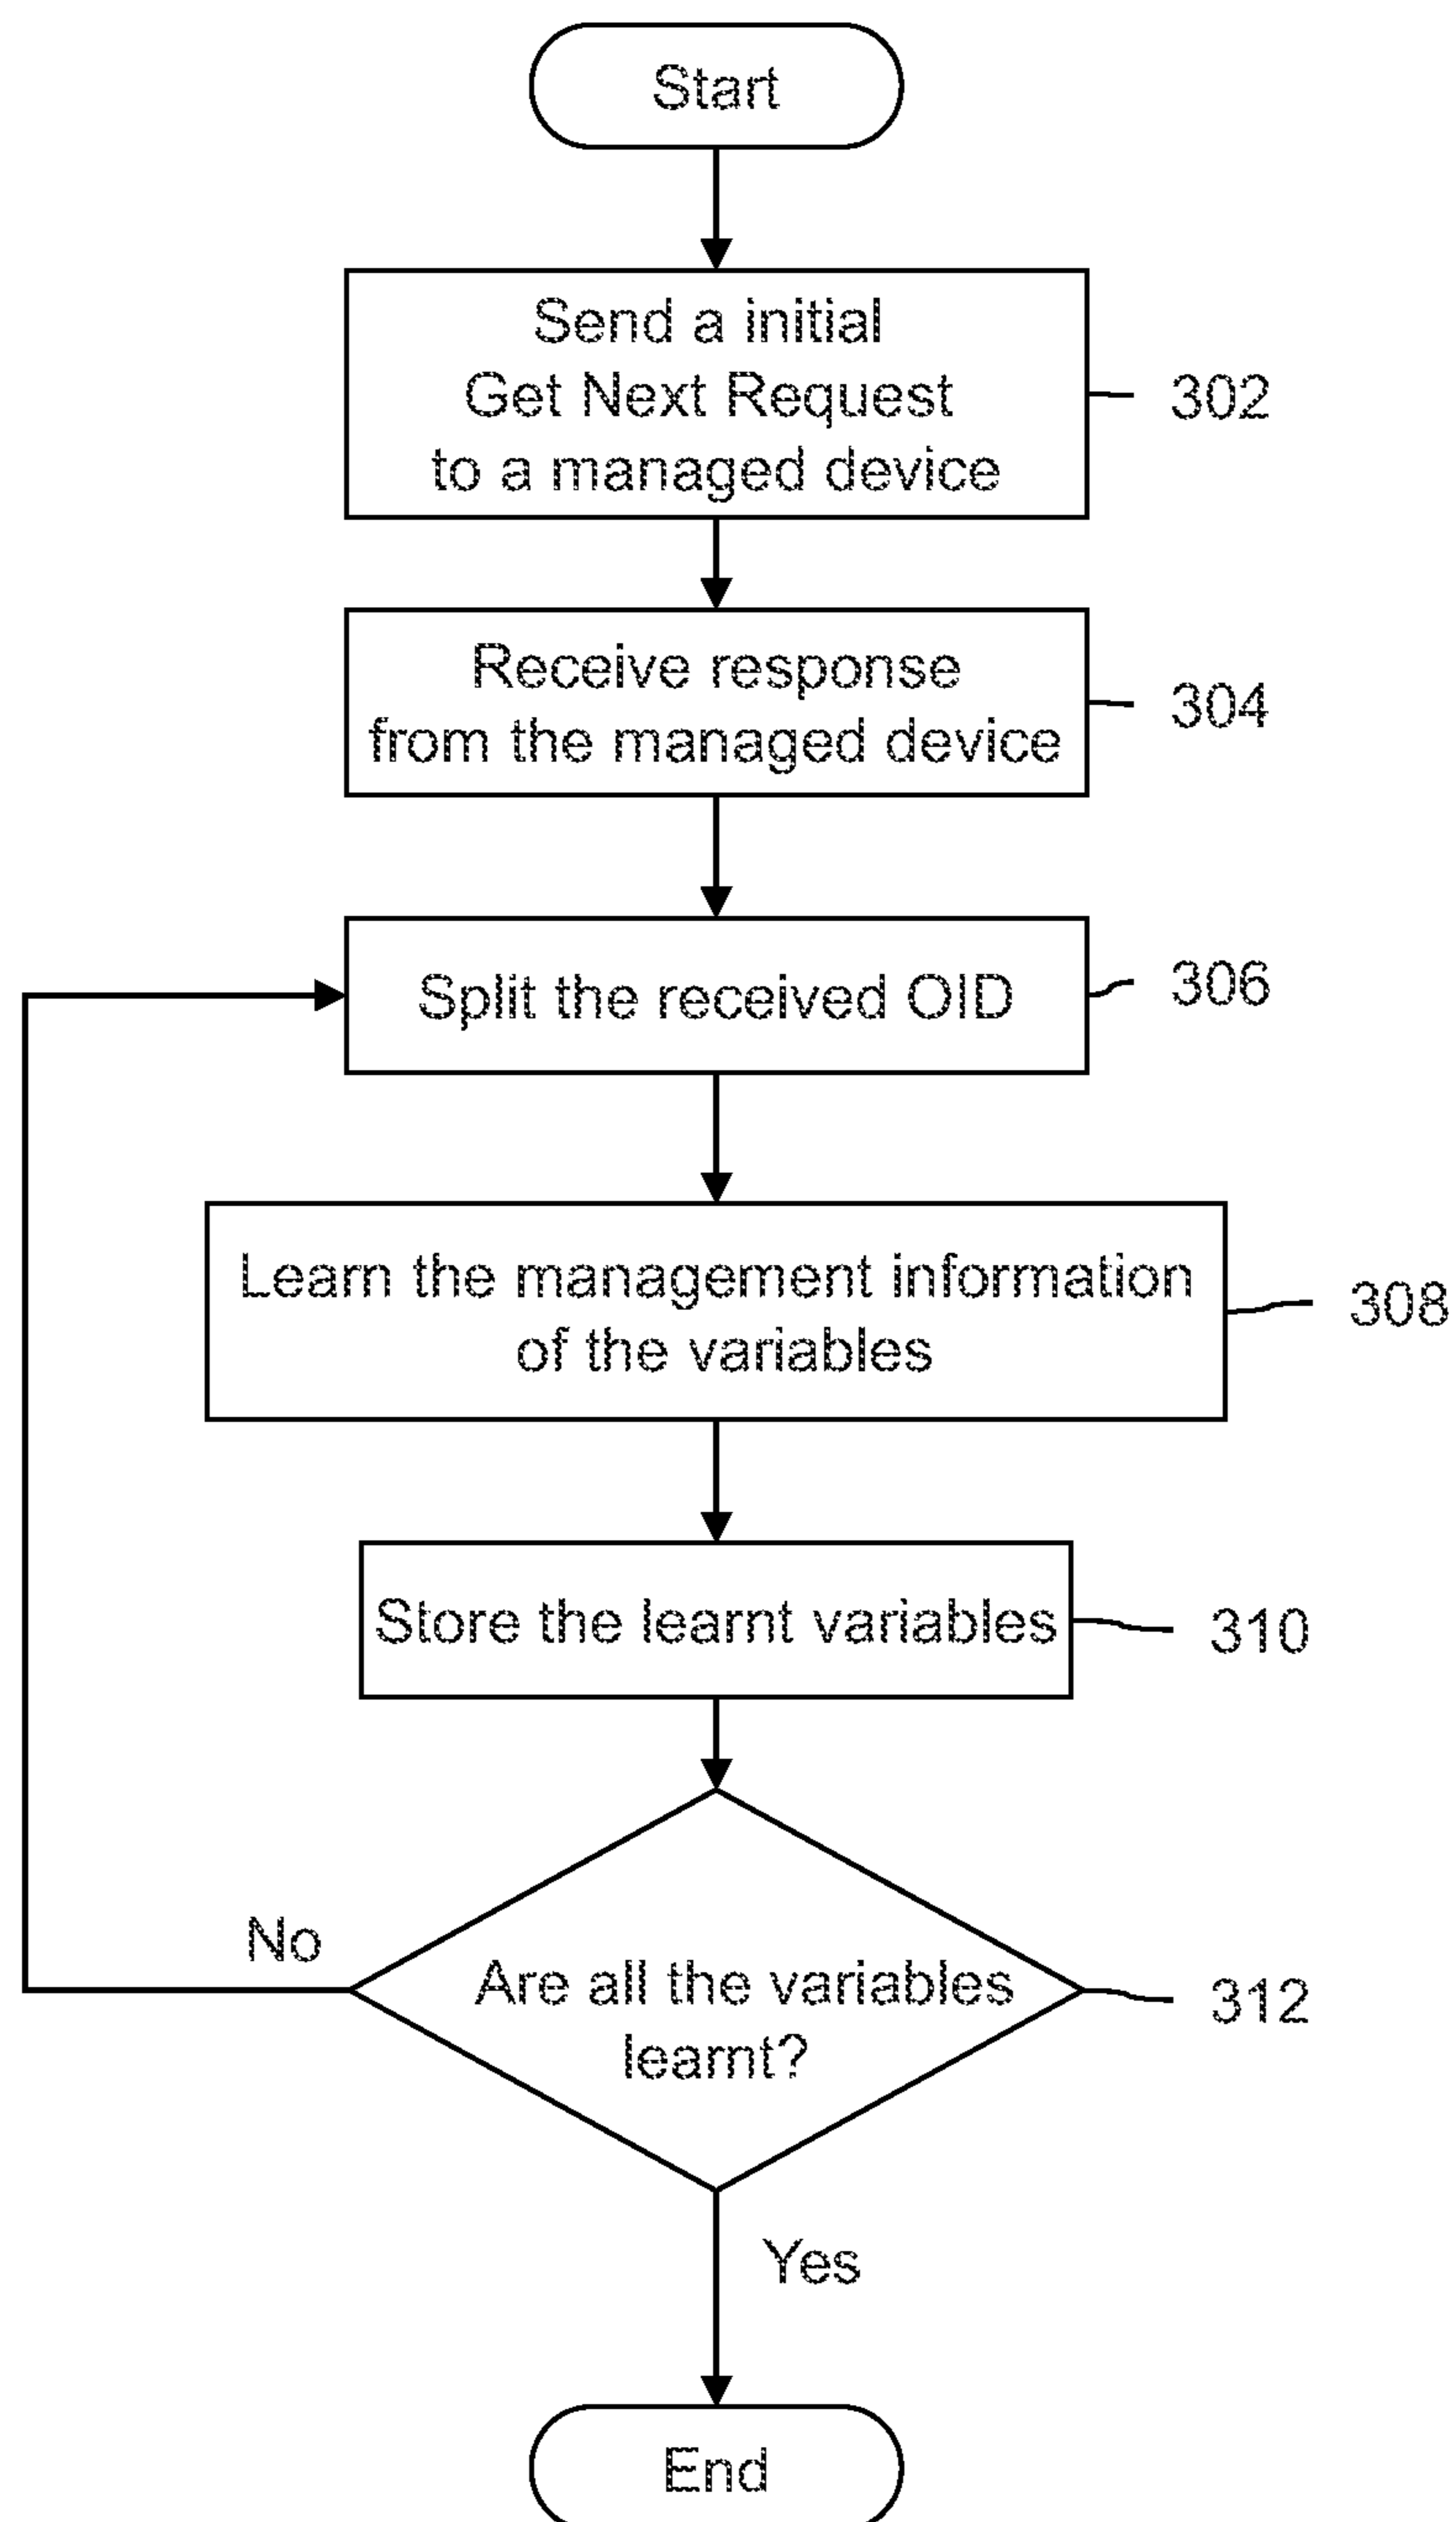 Start
Send a initial
Get Next Request
to a managed device
302
Receive response
from the managed device
304
Split the received OID
306
Learn the management information
of the variables
308
Store the learnt variables
310
Are all the variables
learnt?
312
No
Yes
End